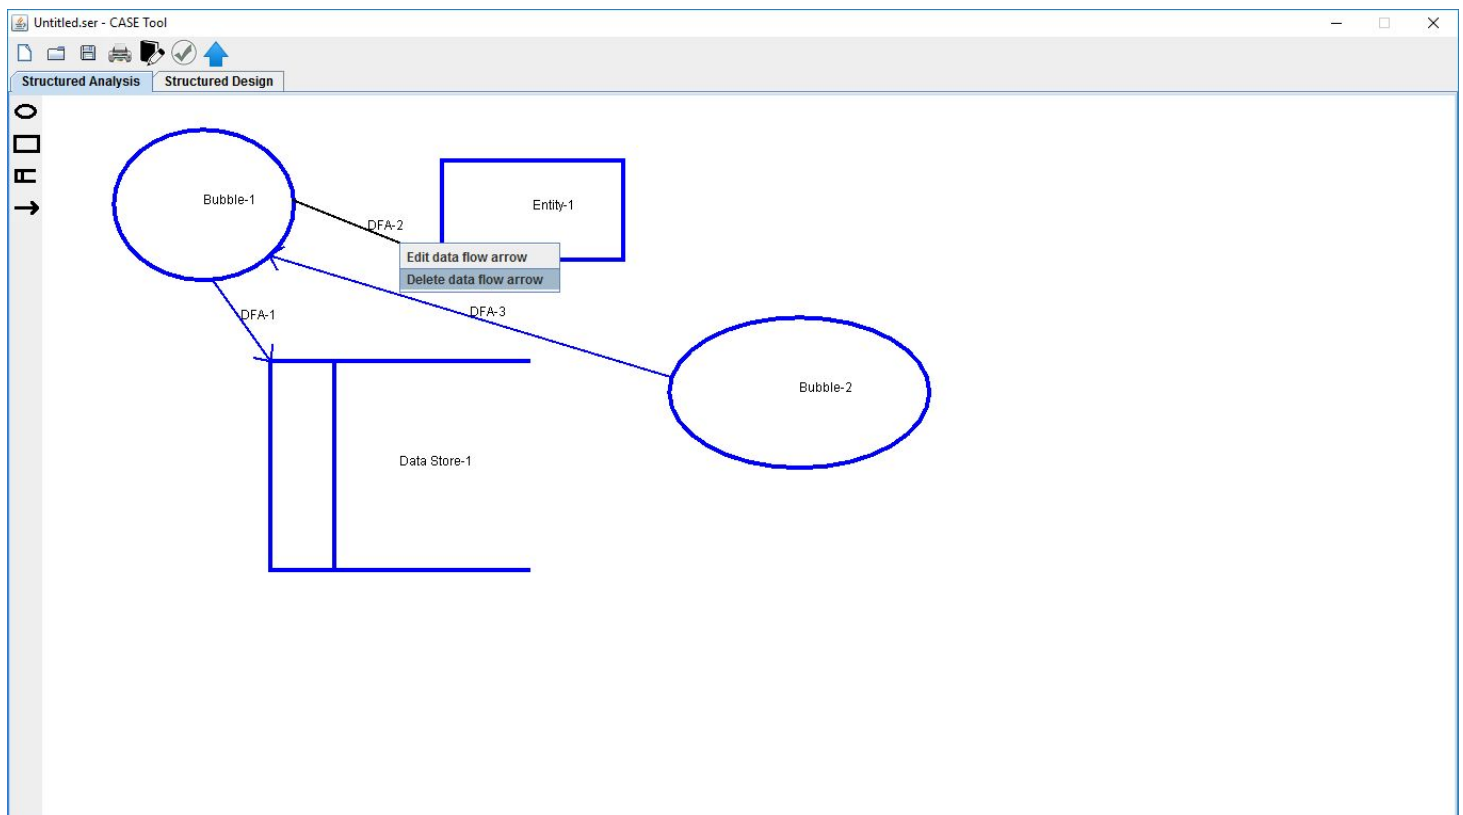 Untitled.ser - CASE Tool
Structured Analysis
Structured Design
Bubble-1
Entity-1
DFA-2
Edit data flow arrow
Delete data flow arrow
DFA-1
DFA-3
Bubble-2
Data Store-1